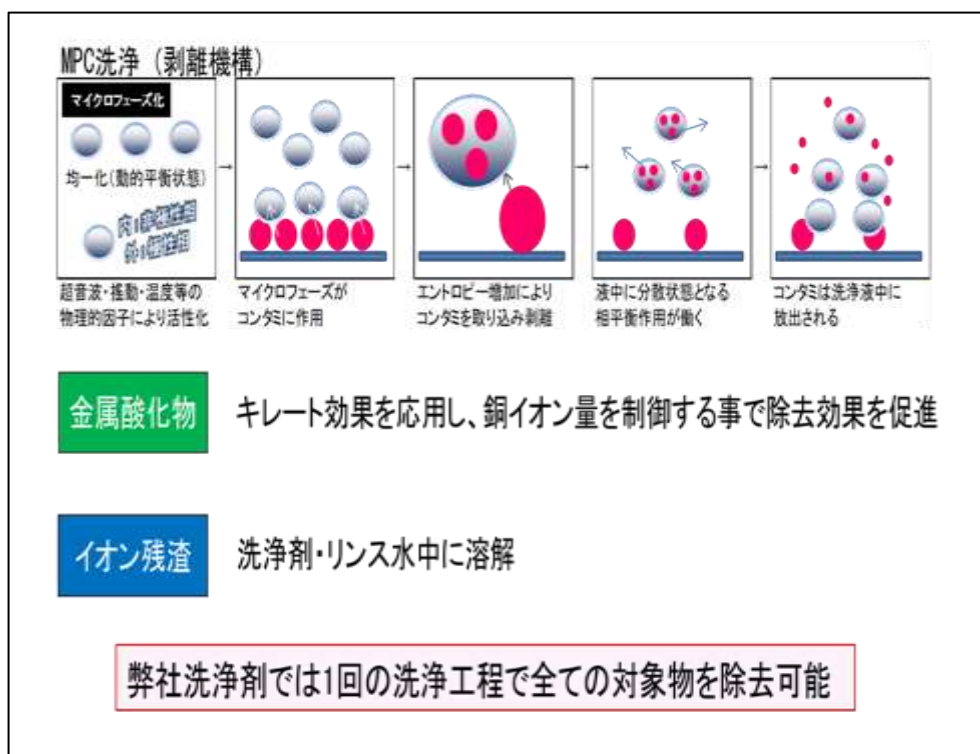 MPC洗浄（剥離機構）
マイクロフェーズ化
均一化(動的平衡状態)
内：非極性相
外：極性相
超音波・搖動・温度等の
物理的因子により活性化
→
マイクロフェーズが
コンタミに作用
→
エントロピー増加により
コンタミを取り込み剥離
→
液中に分散状態となる
相平衡作用が働く
→
コンタミは洗浄液中に
放出される
金属酸化物
キレート効果を応用し、銅イオン量を制御する事で除去効果を促進
イオン残渣
洗浄剤・リンス水中に溶解
弊社洗浄剤では1回の洗浄工程で全ての対象物を除去可能